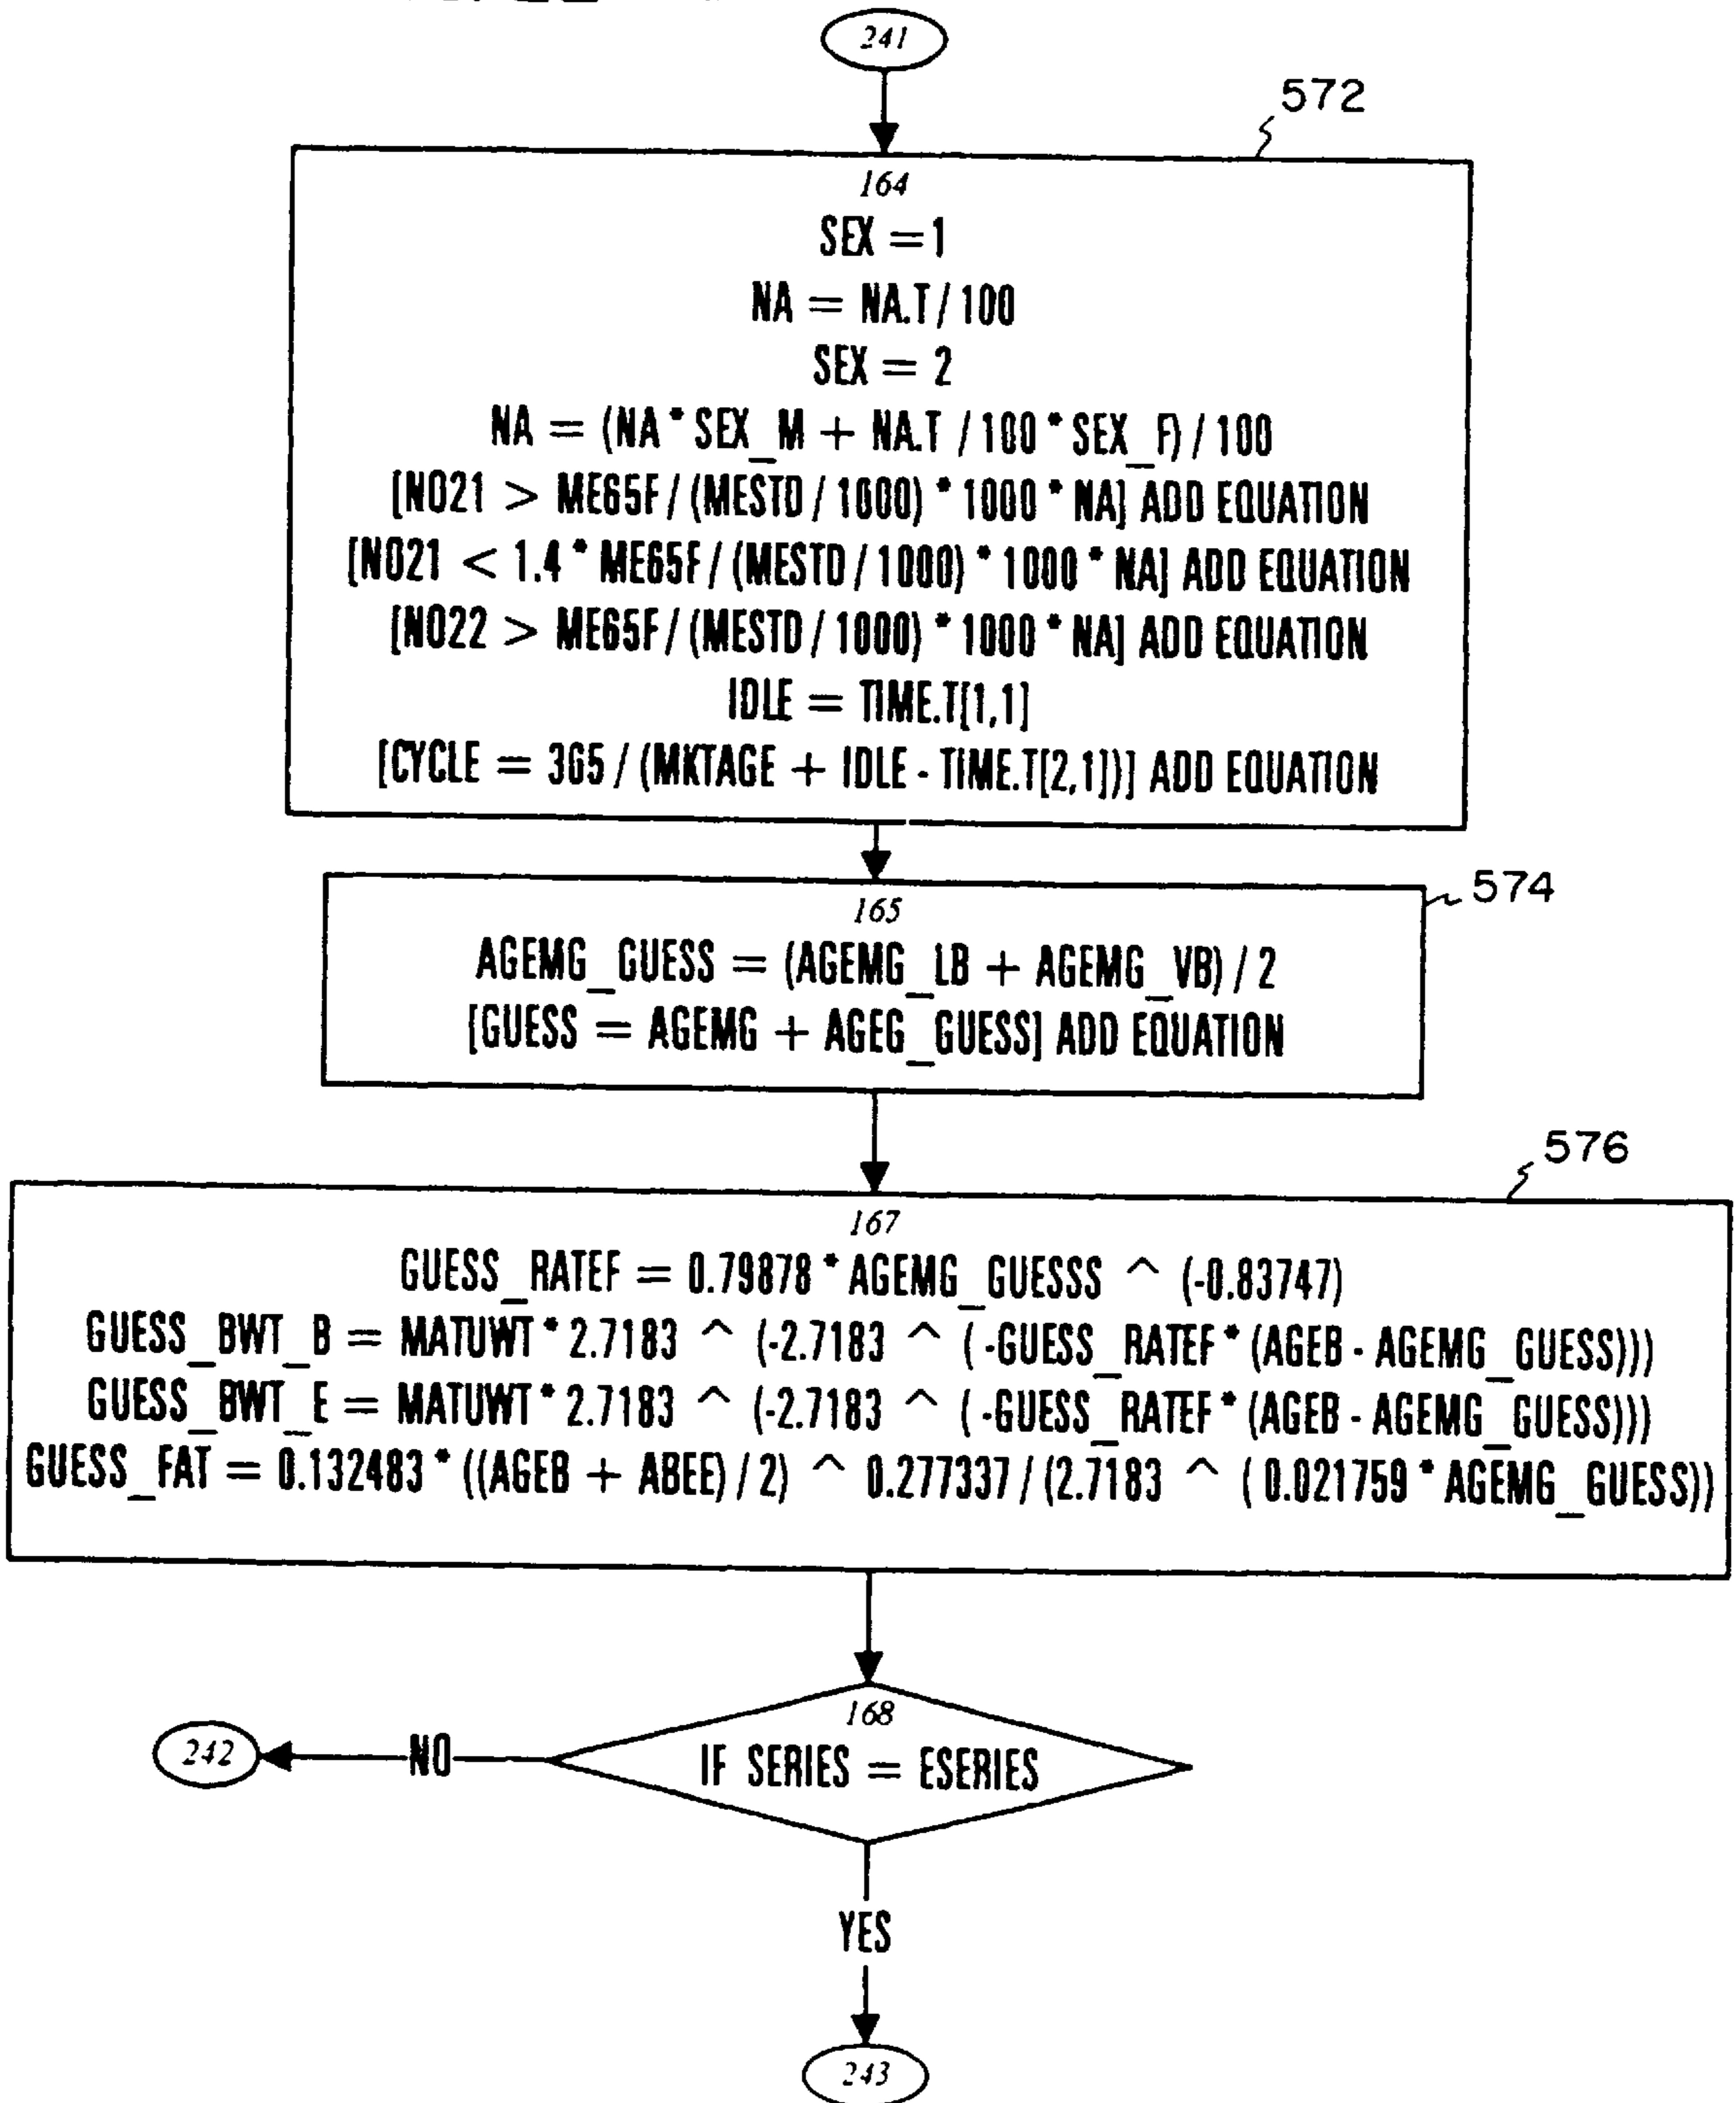 241
572
164
SEX = 1
NA = NA.T / 100
SEX = 2
NA = (NA * SEX_M + NA.T / 100 * SEX_F) / 100
[NO21 > ME65F / (MESTD / 1000) * 1000 * NA] ADD EQUATION
[NO21 < 1.4 * ME65F / (MESTD / 1000) * 1000 * NA] ADD EQUATION
[NO22 > ME65F / (MESTD / 1000) * 1000 * NA] ADD EQUATION
IDLE = TIME.T[1,1]
[CYCLE = 365 / (MKTAGE + IDLE - TIME.T[2,1])] ADD EQUATION
574
165
AGEMG_GUESS = (AGEMG_LB + AGEMG_VB) / 2
[GUESS = AGEMG + AGEG_GUESS] ADD EQUATION
576
167
GUESS_RATEF = 0.79878 * AGEMG_GUESSS ^ (-0.83747)
GUESS_BWT_B = MATUWT * 2.7183 ^ (-2.7183 ^ ( -GUESS_RATEF * (AGEB - AGEMG_GUESS)))
GUESS_BWT_E = MATUWT * 2.7183 ^ (-2.7183 ^ ( -GUESS_RATEF * (AGEB - AGEMG_GUESS)))
GUESS_FAT = 0.132483 * ((AGEB + ABEE) / 2) ^ 0.277337 / (2.7183 ^ ( 0.021759 * AGEMG_GUESS))
168
IF SERIES = ESERIES
242
NO
YES
243